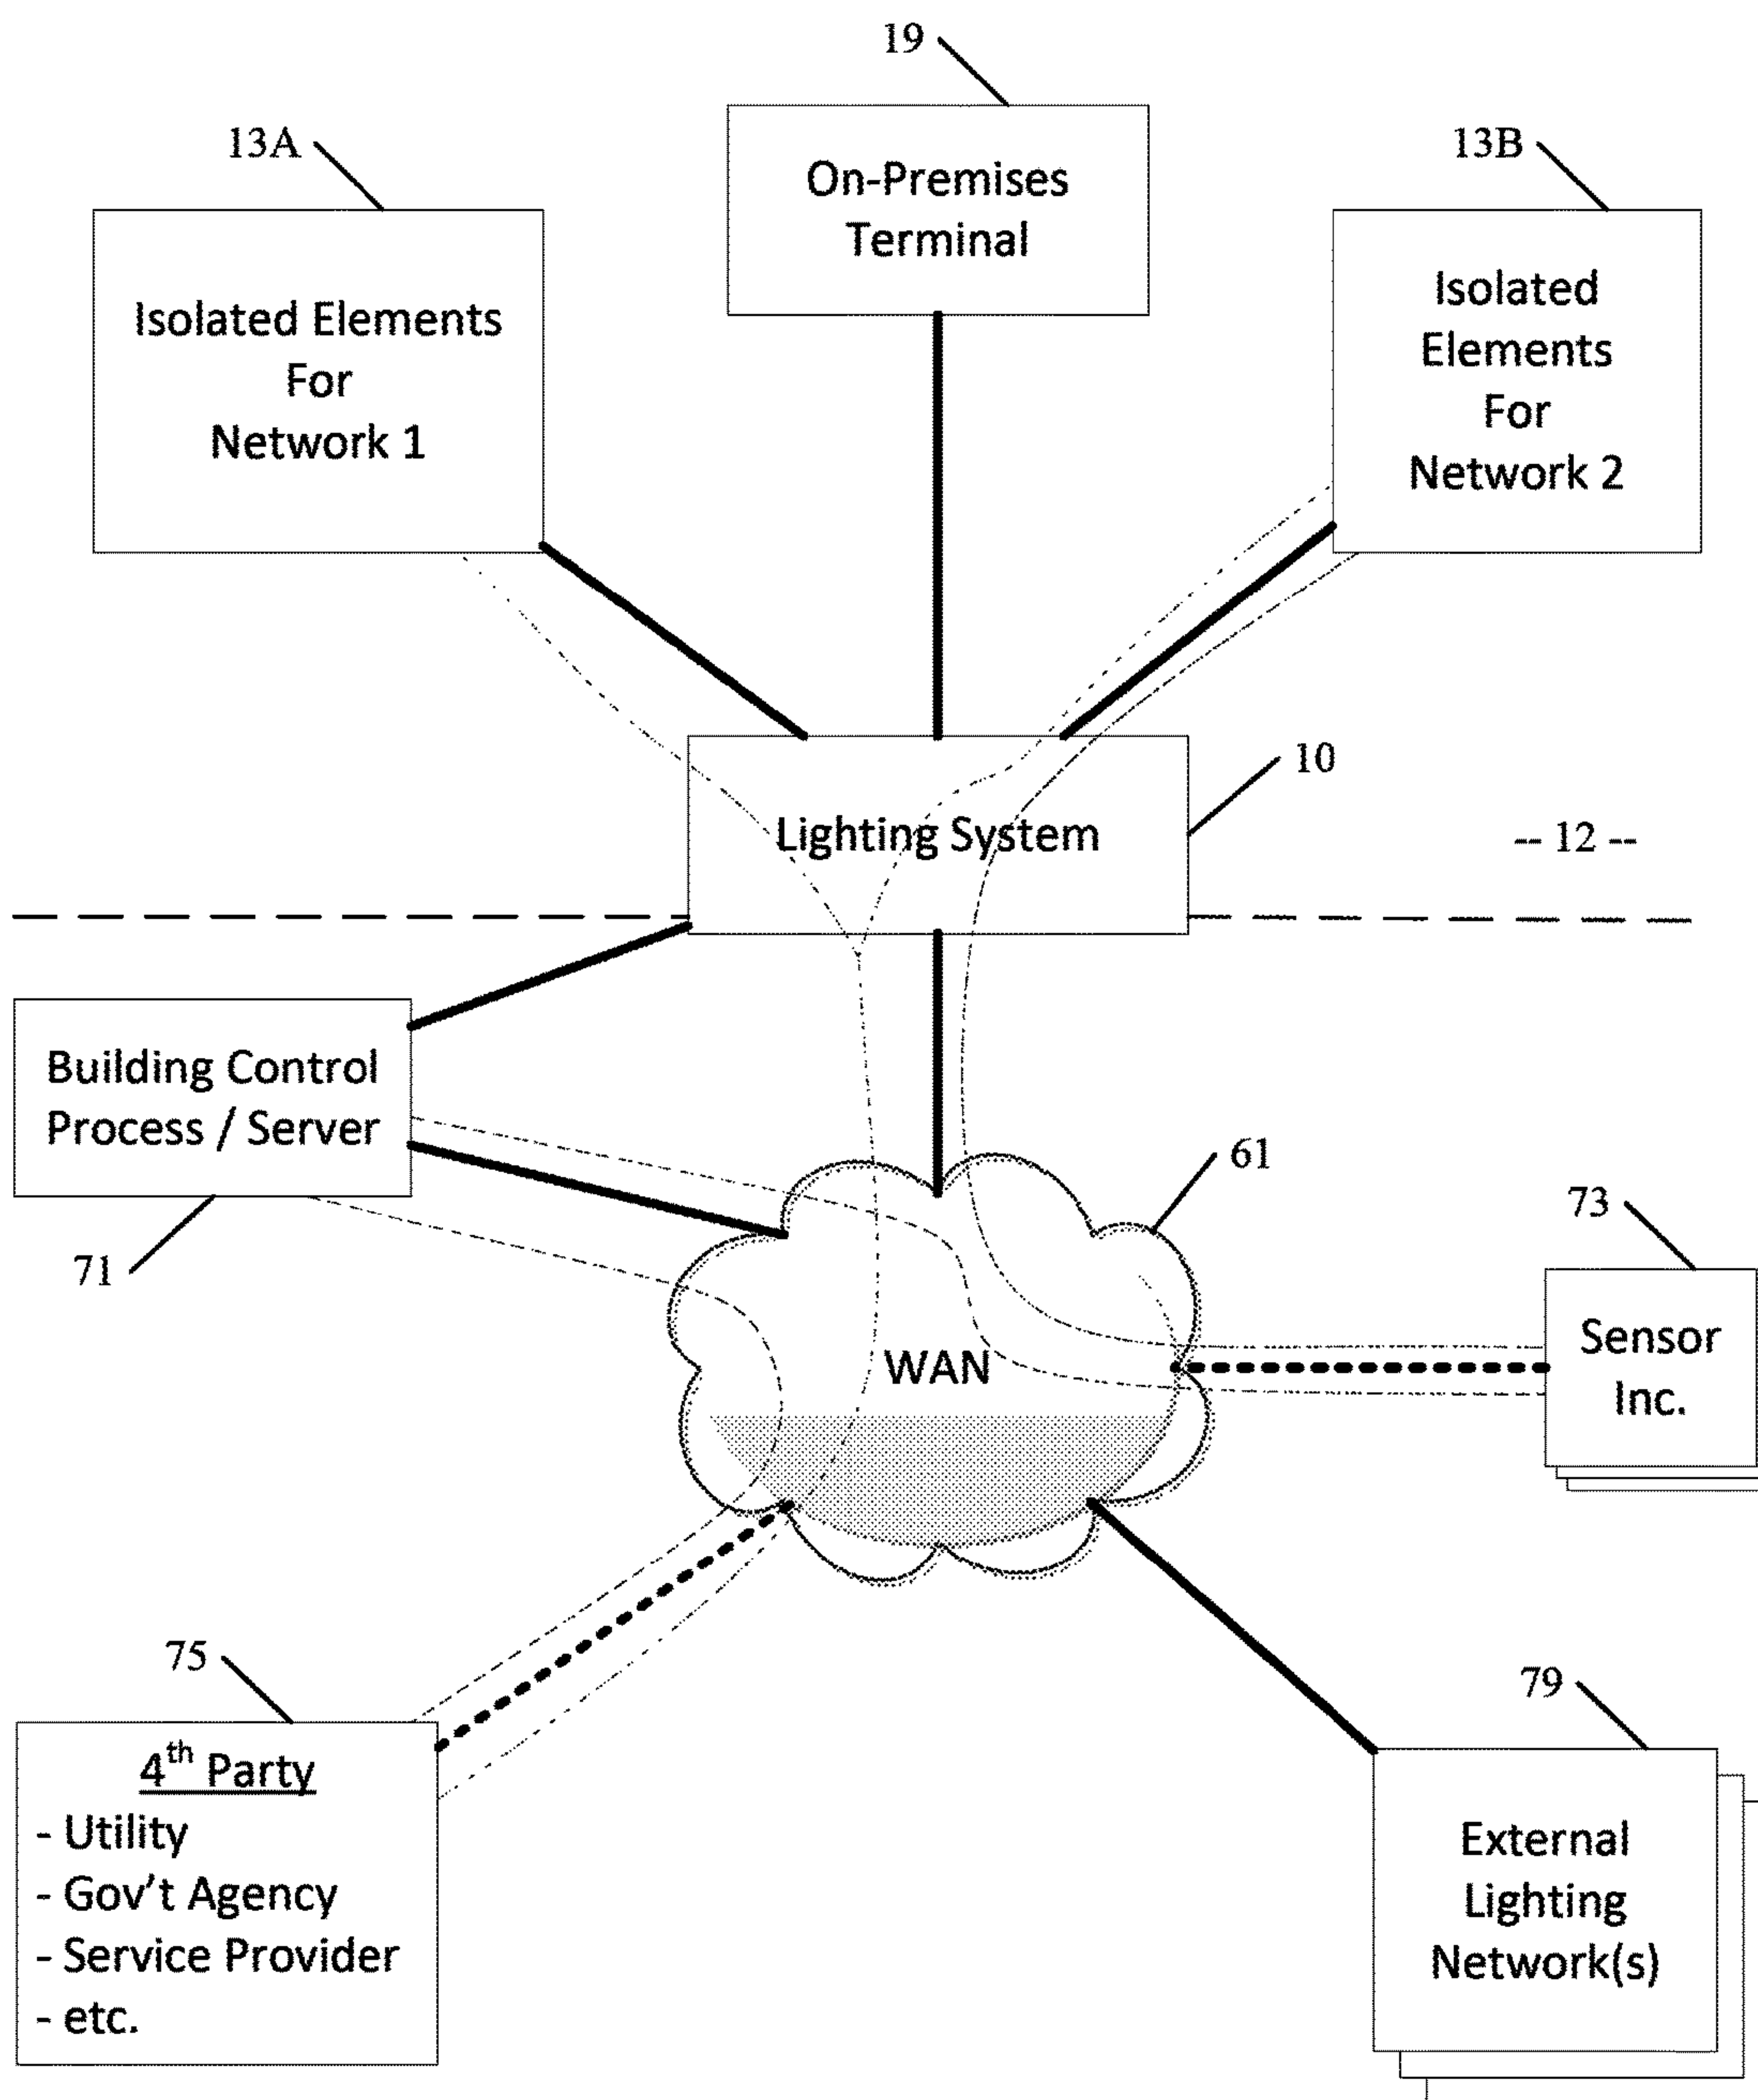 19
13A
13B
On-Premises
Terminal
Isolated Elements
For
Network 1
Isolated
Elements
For
Network 2
10
Lighting System
-- 12 --
Building Control
Process / Server
71
61
73
WAN
Sensor
Inc.
75
79
4th Party
- Utility
- Gov't Agency
- Service Provider
- etc.
External
Lighting
Network(s)